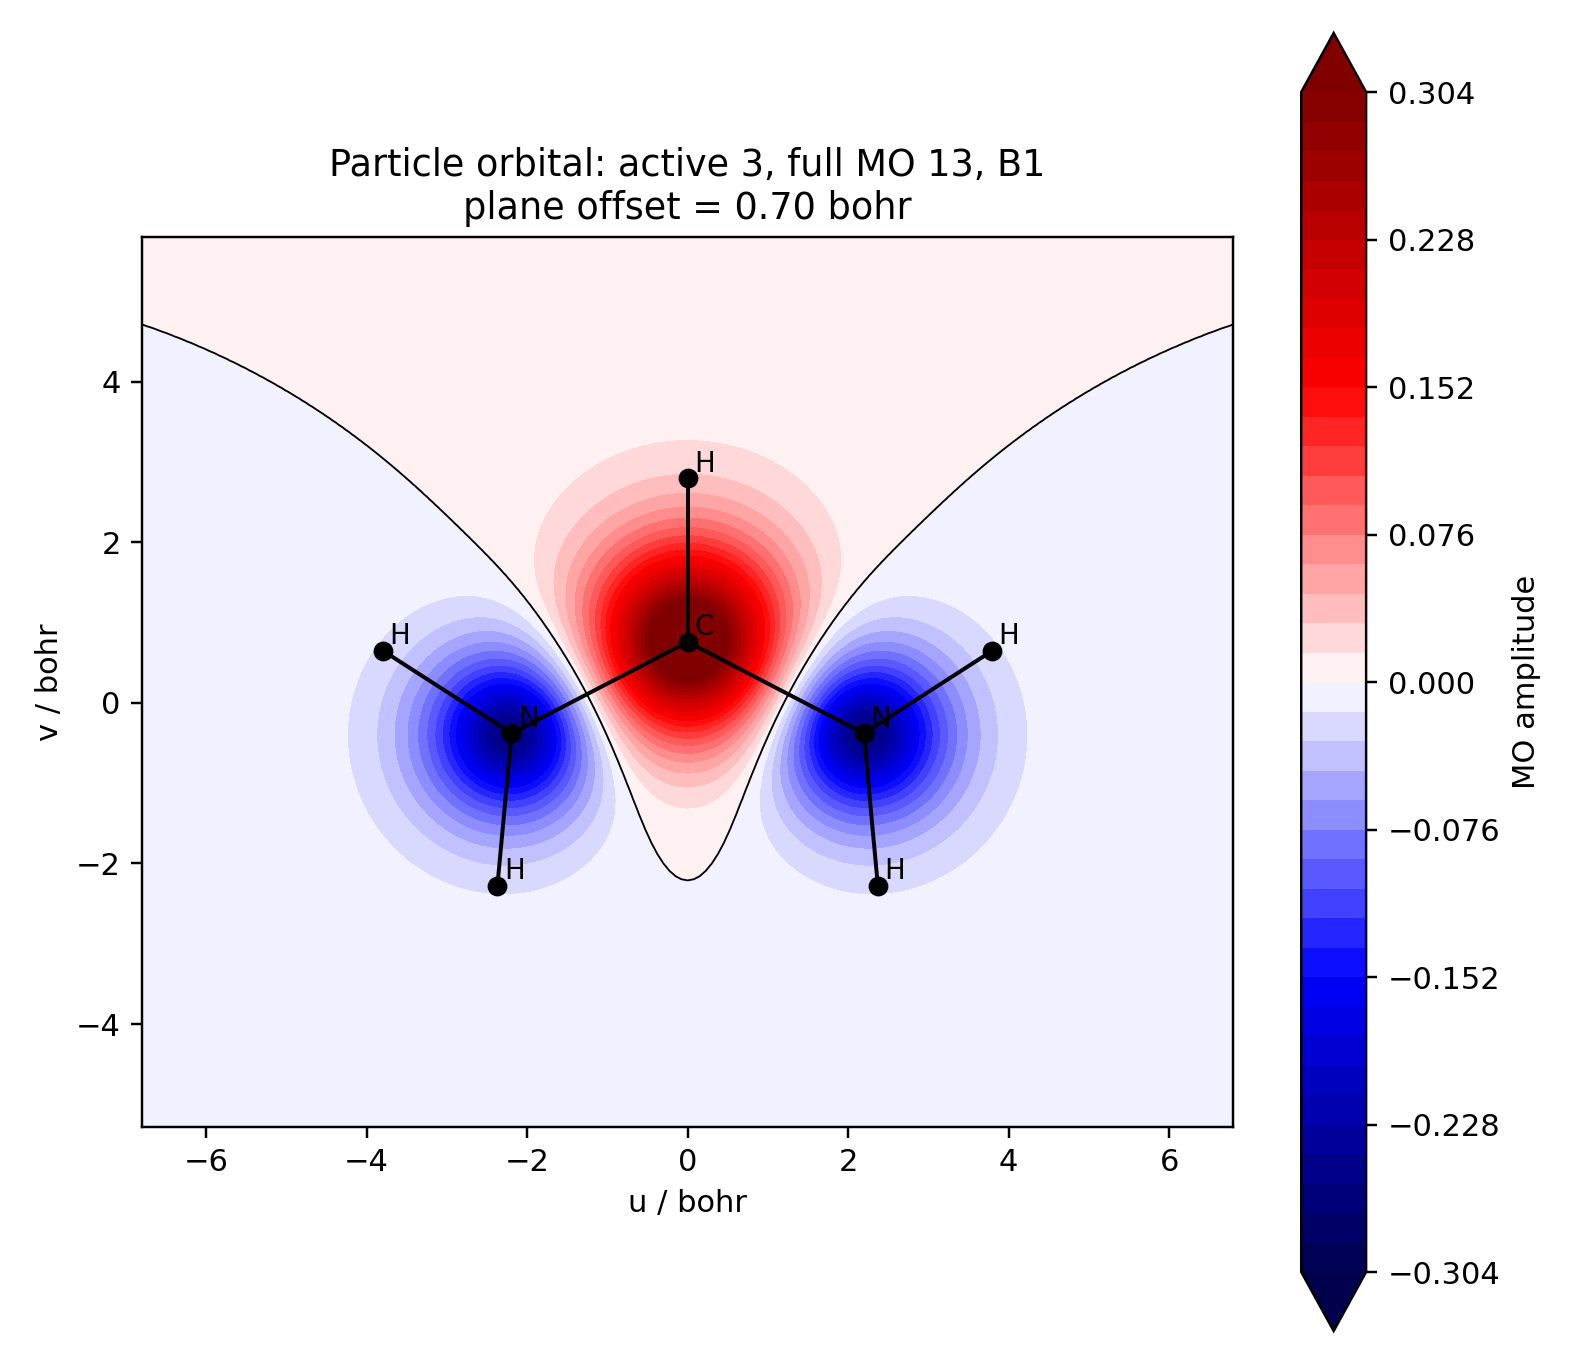 Particle orbital: active 3, full MO 13, B1
plane offset = 0.70 bohr
0.304
0.228
0.152
0.076
0.000
−0.076
−0.152
−0.228
−0.304
MO amplitude
4
2
0
−2
−4
v / bohr
H
C
H
H
N
N
H
H
−6
−4
−2
0
2
4
6
u / bohr